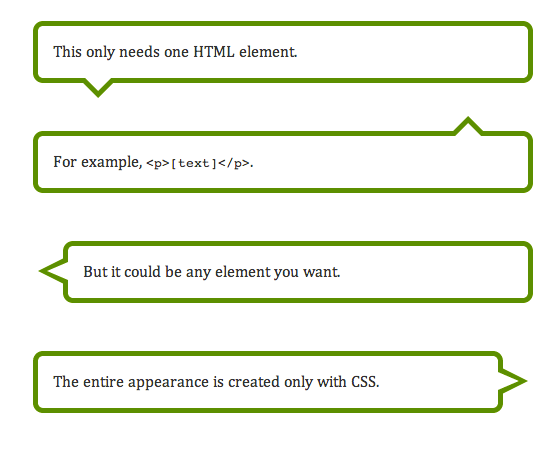 This only needs one HTML element.
For example, <p>[text]</p>.
But it could be any element you want.
The entire appearance is created only with CSS.